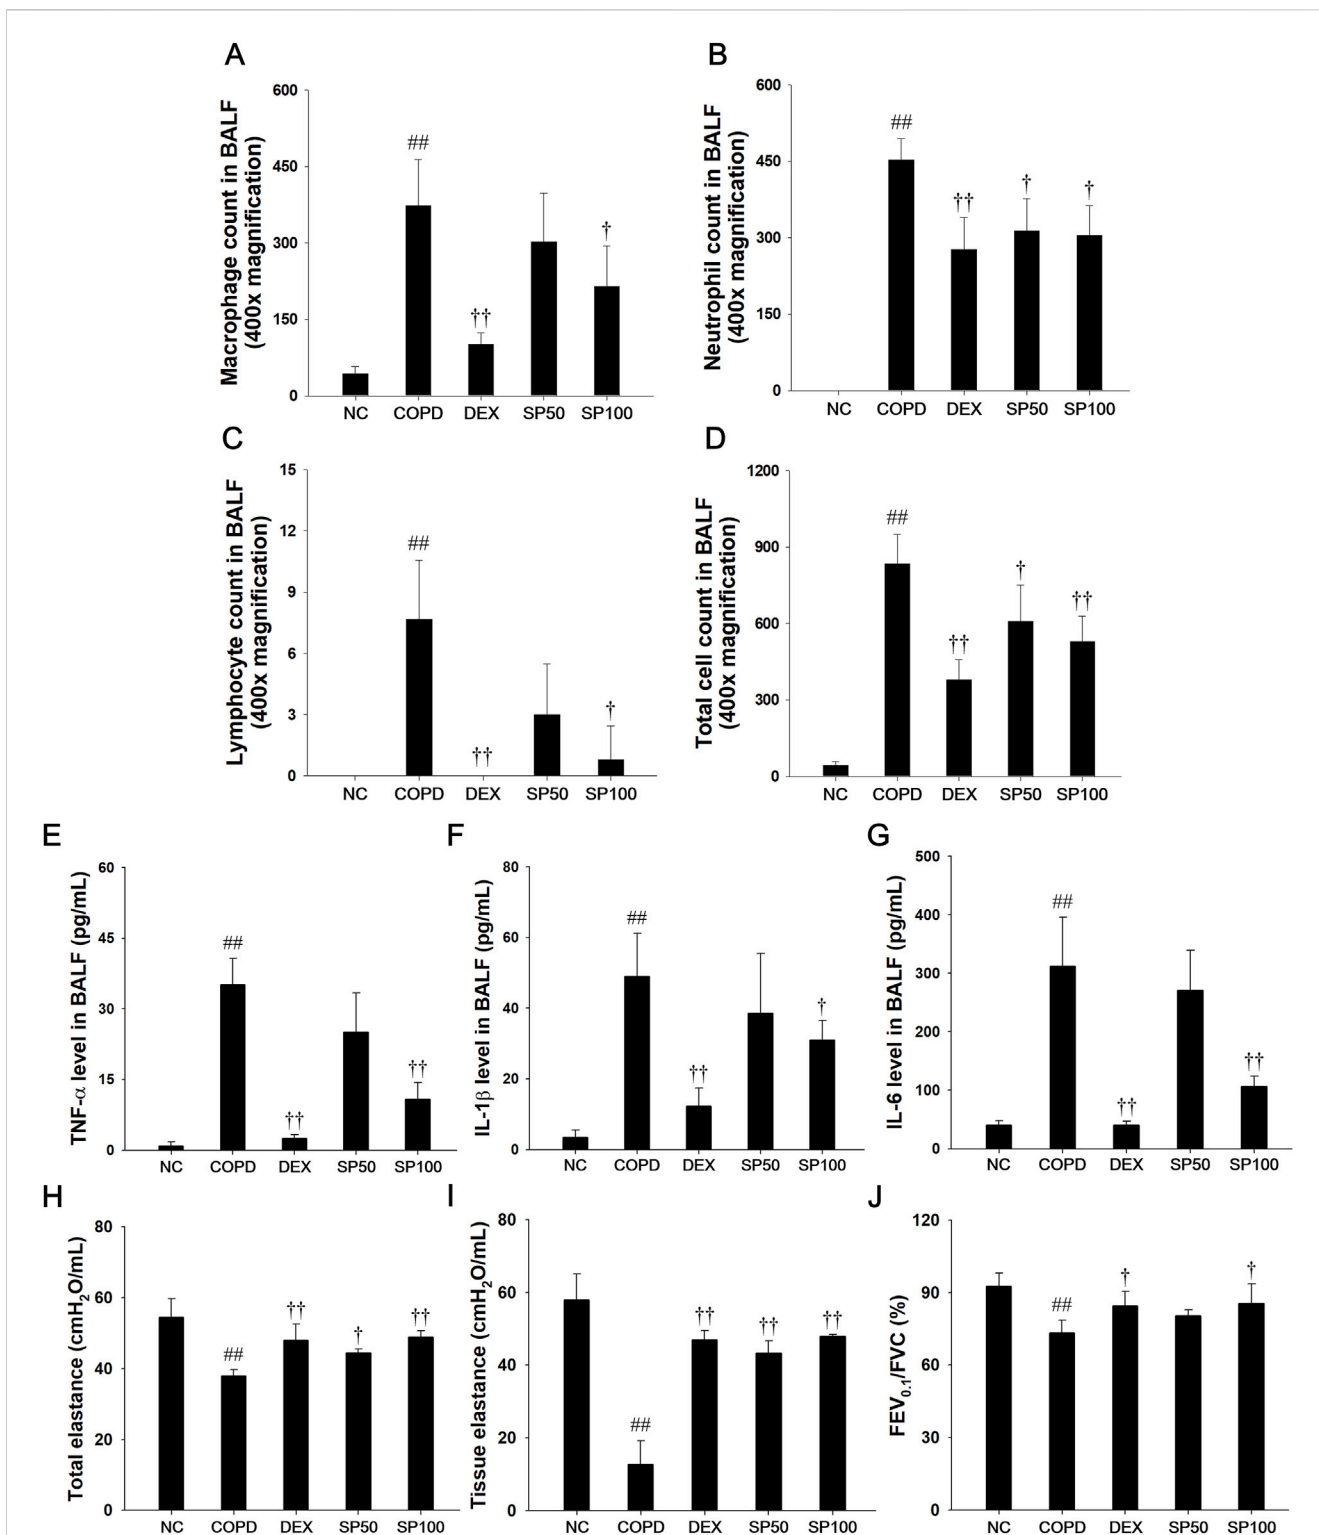 A
Macrophage count in BALF
(400x magnification)
600
450
300
150
0
##
††
†
NC COPD DEX SP50 SP100
B
Neutrophil count in BALF
(400x magnification)
600
450
300
150
0
##
††
†
†
NC COPD DEX SP50 SP100
C
Lymphocyte count in BALF
(400x magnification)
15
12
9
6
3
0
##
††
†
NC COPD DEX SP50 SP100
D
Total cell count in BALF
(400x magnification)
1200
900
600
300
0
##
††
†
††
NC COPD DEX SP50 SP100
E
TNF-α level in BALF (pg/mL)
60
45
30
15
0
##
††
††
NC COPD DEX SP50 SP100
F
IL-1β level in BALF (pg/mL)
80
60
40
20
0
##
††
†
NC COPD DEX SP50 SP100
G
IL-6 level in BALF (pg/mL)
500
400
300
200
100
0
##
††
††
NC COPD DEX SP50 SP100
H
Total elastance (cmH₂O/mL)
80
60
40
20
0
##
††
†
††
NC COPD DEX SP50 SP100
I
Tissue elastance (cmH₂O/mL)
80
60
40
20
0
##
††
††
††
NC COPD DEX SP50 SP100
J
FEV₀.₁/FVC (%)
120
90
60
30
0
##
†
†
NC COPD DEX SP50 SP100